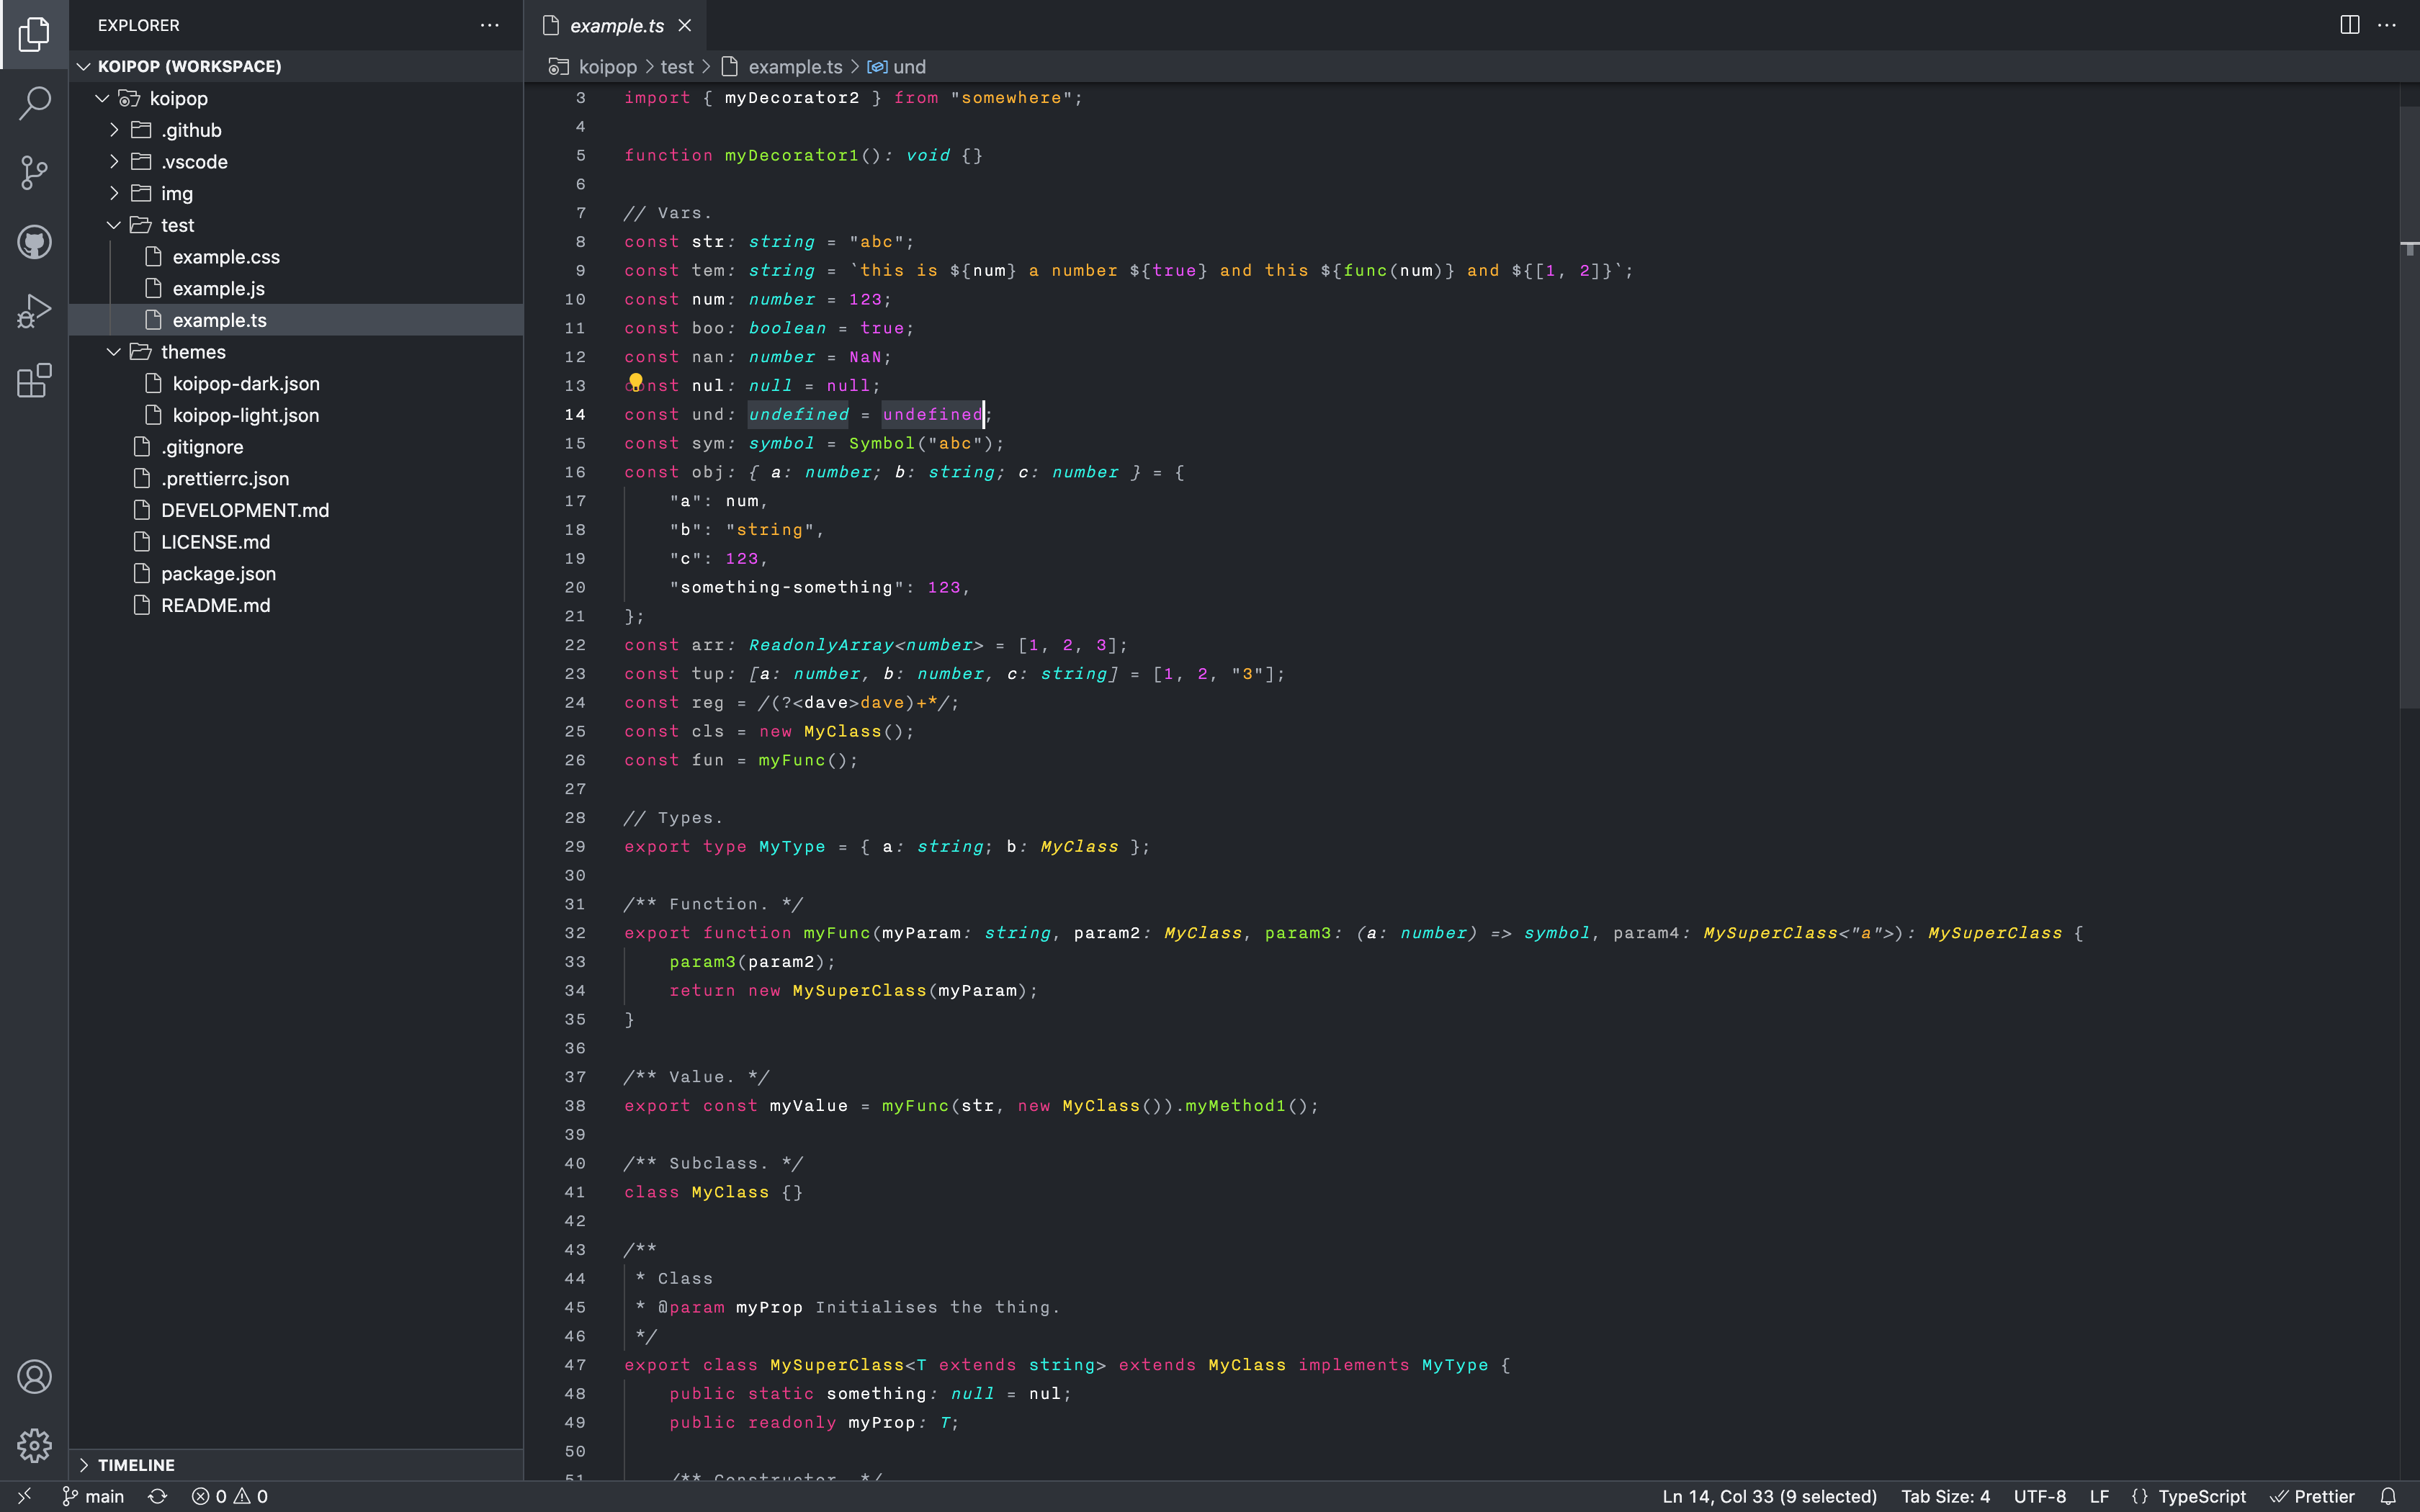 EXPLORER
KOIPOP (WORKSPACE)
koipop
.github
.vscode
img
test
example.css
example.js
example.ts
themes
koipop-dark.json
koipop-light.json
.gitignore
.prettierrc.json
DEVELOPMENT.md
LICENSE.md
package.json
README.md
TIMELINE
example.ts
koipop > test > example.ts > und
3 import { myDecorator2 } from "somewhere";
4
5 function myDecorator1(): void {}
6
7 // Vars.
8 const str: string = "abc";
9 const tem: string = `this is ${num} a number ${true} and this ${func(num)} and ${[1, 2]}`;
10 const num: number = 123;
11 const boo: boolean = true;
12 const nan: number = NaN;
13 const nul: null = null;
14 const und: undefined = undefined;
15 const sym: symbol = Symbol("abc");
16 const obj: { a: number; b: string; c: number } = {
17 "a": num,
18 "b": "string",
19 "c": 123,
20 "something-something": 123,
21 };
22 const arr: ReadonlyArray<number> = [1, 2, 3];
23 const tup: [a: number, b: number, c: string] = [1, 2, "3"];
24 const reg = /(?<dave>dave)+*/;
25 const cls = new MyClass();
26 const fun = myFunc();
27
28 // Types.
29 export type MyType = { a: string; b: MyClass };
30
31 /** Function. */
32 export function myFunc(myParam: string, param2: MyClass, param3: (a: number) => symbol, param4: MySuperClass<"a">): MySuperClass {
33 param3(param2);
34 return new MySuperClass(myParam);
35 }
36
37 /** Value. */
38 export const myValue = myFunc(str, new MyClass()).myMethod1();
39
40 /** Subclass. */
41 class MyClass {}
42
43 /**
44 * Class
45 * @param myProp Initialises the thing.
46 */
47 export class MySuperClass<T extends string> extends MyClass implements MyType {
48 public static something: null = nul;
49 public readonly myProp: T;
50
51 /** Constructor. */
main 0 0 Ln 14, Col 33 (9 selected) Tab Size: 4 UTF-8 LF {} TypeScript Prettier